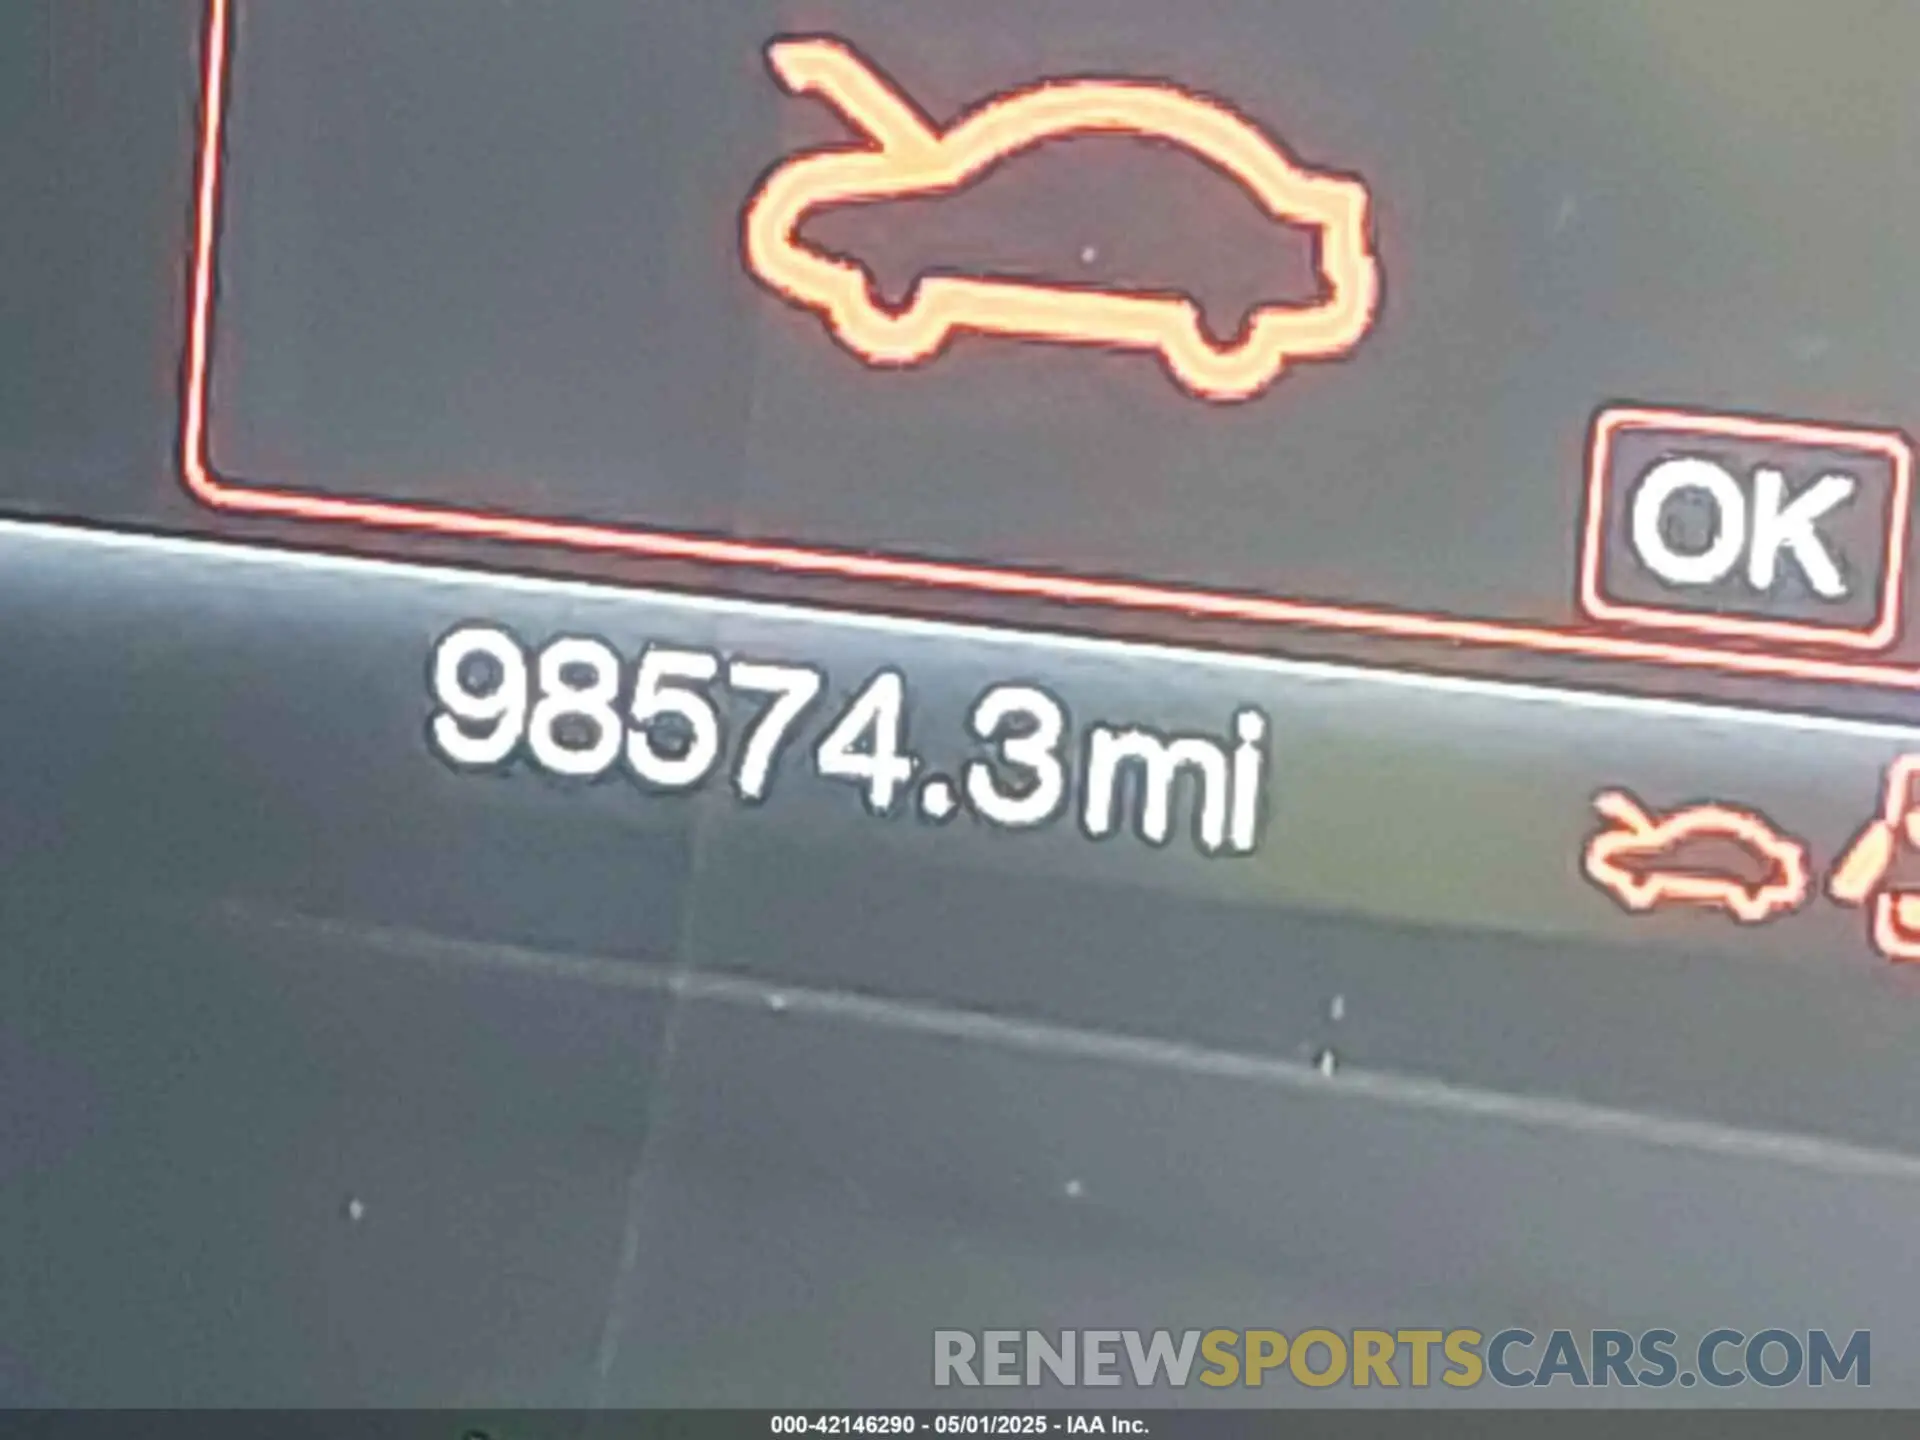 OK
98574.3mi
RENEWSPORTSCARS.COM
000-42146290 - 05/01/2025 - IAA Inc.